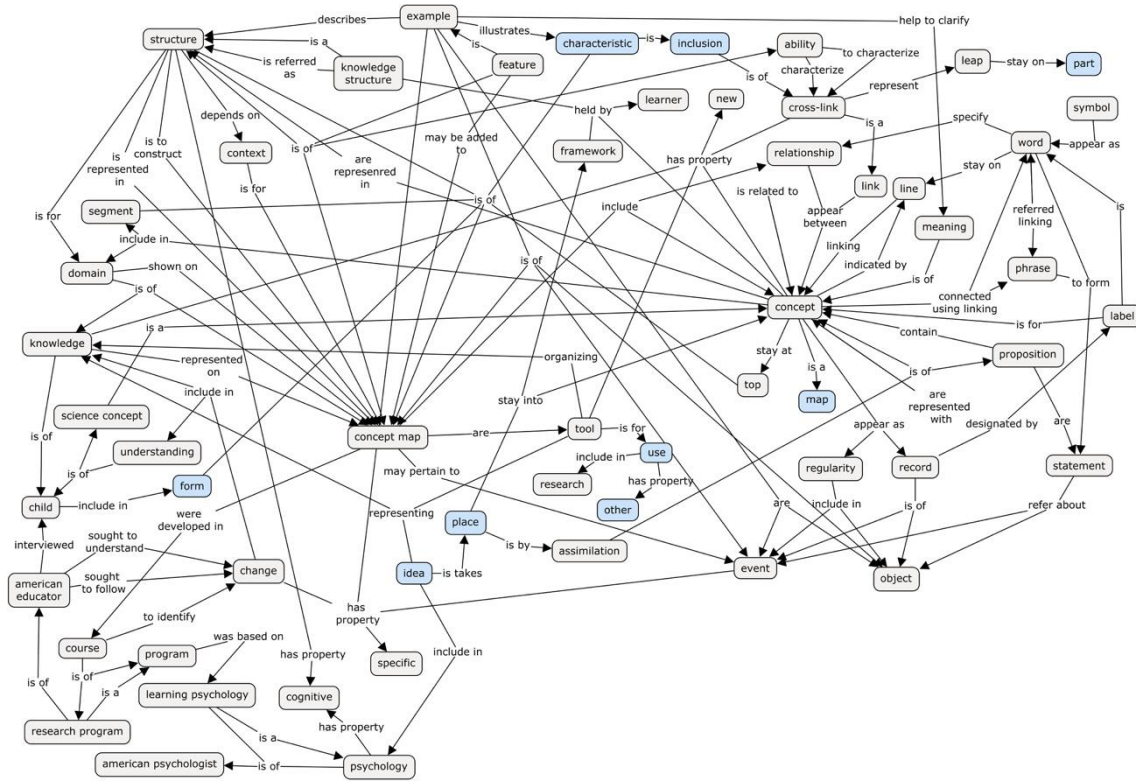 example
describes
illustrates
help to clarify
structure
is a
is
characteristic
is
inclusion
ability
to characterize
is referred
as
knowledge
structure
feature
characterize
is of
leap
stay on
part
represent
learner
new
cross-link
symbol
depends on
held by
may be added
to
is a
specify
word
appear as
is to
construct
is
represented
in
is of
context
are
represenred
in
framework
has property
relationship
stay on
is for
link
line
is related to
referred
linking
is
segment
is of
include
appear
between
meaning
is for
include in
linking
domain
shown on
is of
indicated by
is of
phrase
to form
is of
connected
using linking
concept
label
is a
is for
knowledge
represented
on
organizing
contain
proposition
stay at
is of
include in
top
is a
map
are
represented
with
stay into
science concept
are
is of
concept map
are
tool
is for
appear as
designated by
understanding
is of
may pertain to
use
include in
regularity
record
statement
form
research
has property
child
include in
other
include in
is of
refer about
were
developed in
representing
place
are
interviewed
sought to
understand
is by
assimilation
american
educator
sought
to follow
change
idea
is takes
event
object
to identify
has
property
course
program
was based on
include in
is of
has property
specific
is of
is a
learning psychology
cognitive
research program
is a
has property
american psychologist
is of
psychology